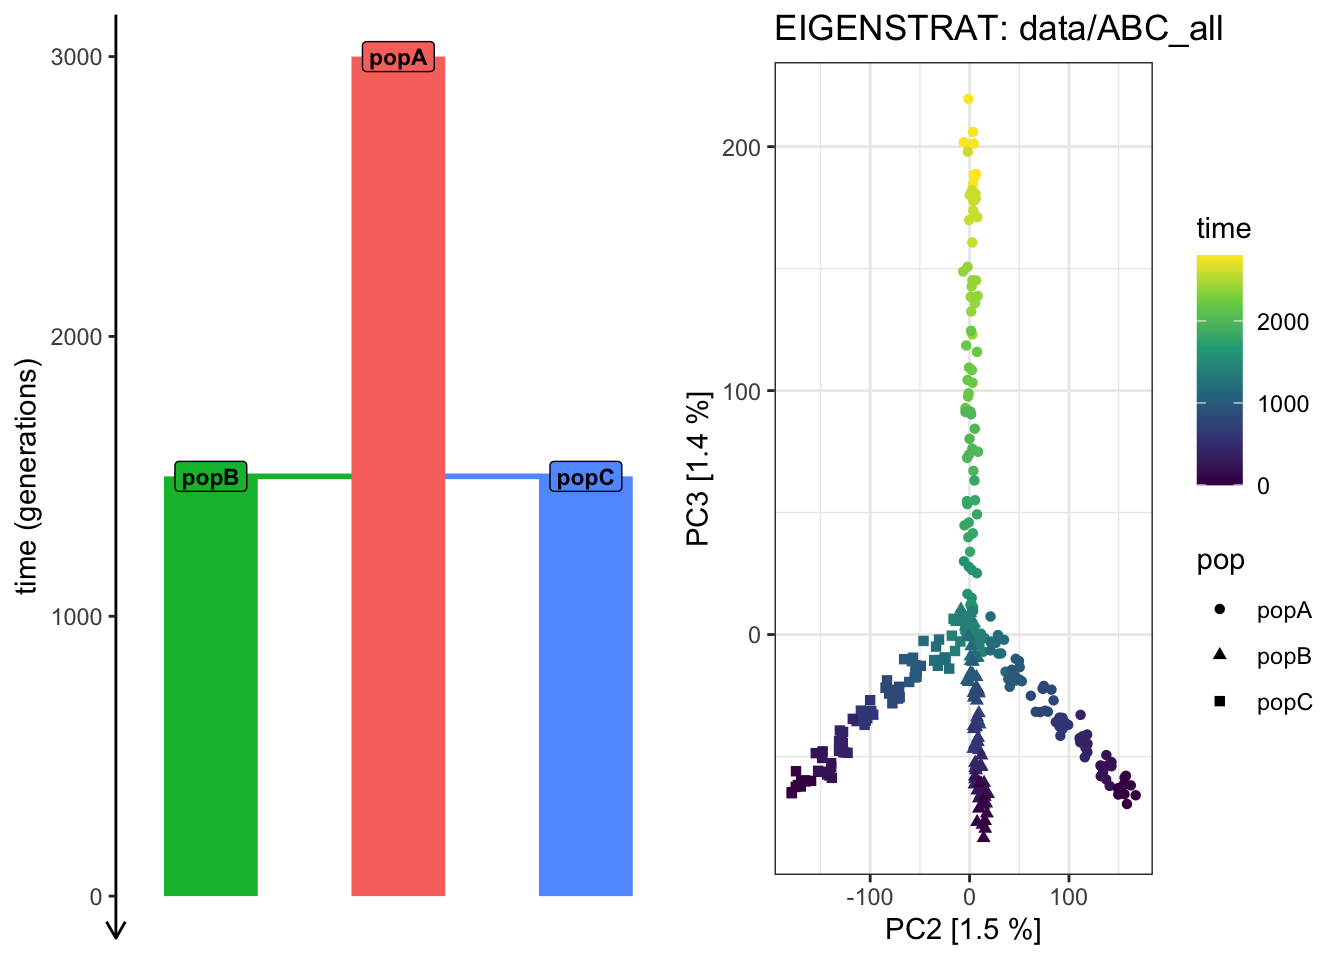 time (generations)
3000
2000
1000
0
popA
popB
popC
EIGENSTRAT: data/ABC_all
PC3 [1.4 %]
200
100
0
-100
0
100
PC2 [1.5 %]
time
2000
1000
0
pop
popA
popB
popC